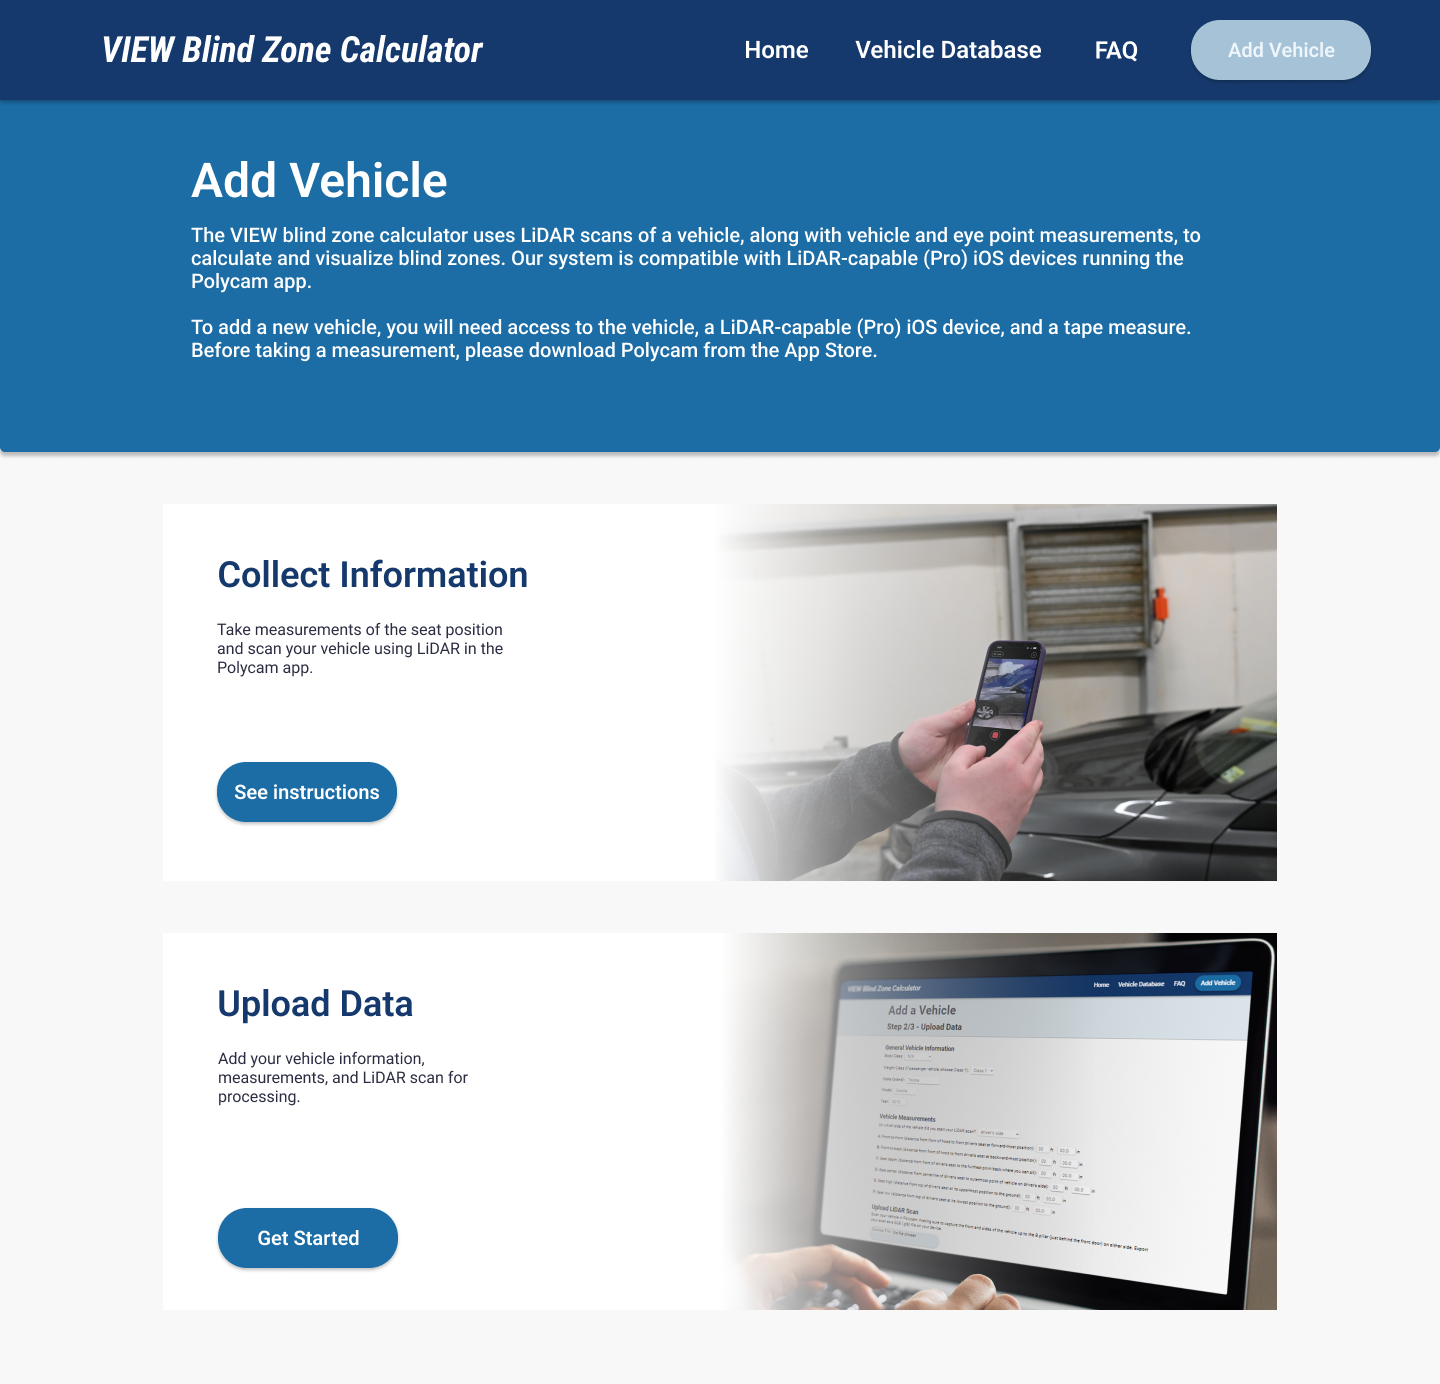 VIEW Blind Zone Calculator
Home
Vehicle Database
FAQ
Add Vehicle
Add Vehicle
The VIEW blind zone calculator uses LiDAR scans of a vehicle, along with vehicle and eye point measurements, to
calculate and visualize blind zones. Our system is compatible with LiDAR-capable (Pro) iOS devices running the
Polycam app.
To add a new vehicle, you will need access to the vehicle, a LiDAR-capable (Pro) iOS device, and a tape measure.
Before taking a measurement, please download Polycam from the App Store.
Collect Information
Take measurements of the seat position
and scan your vehicle using LiDAR in the
Polycam app.
See instructions
Upload Data
Add your vehicle information,
measurements, and LiDAR scan for
processing.
Get Started
VIEW Blind Zone Calculator
Home
Vehicle Database
FAQ
Add Vehicle
Add a Vehicle
Step 2/3 - Upload Data
General Vehicle Information
Vehicle Measurements
Upload LiDAR Scan